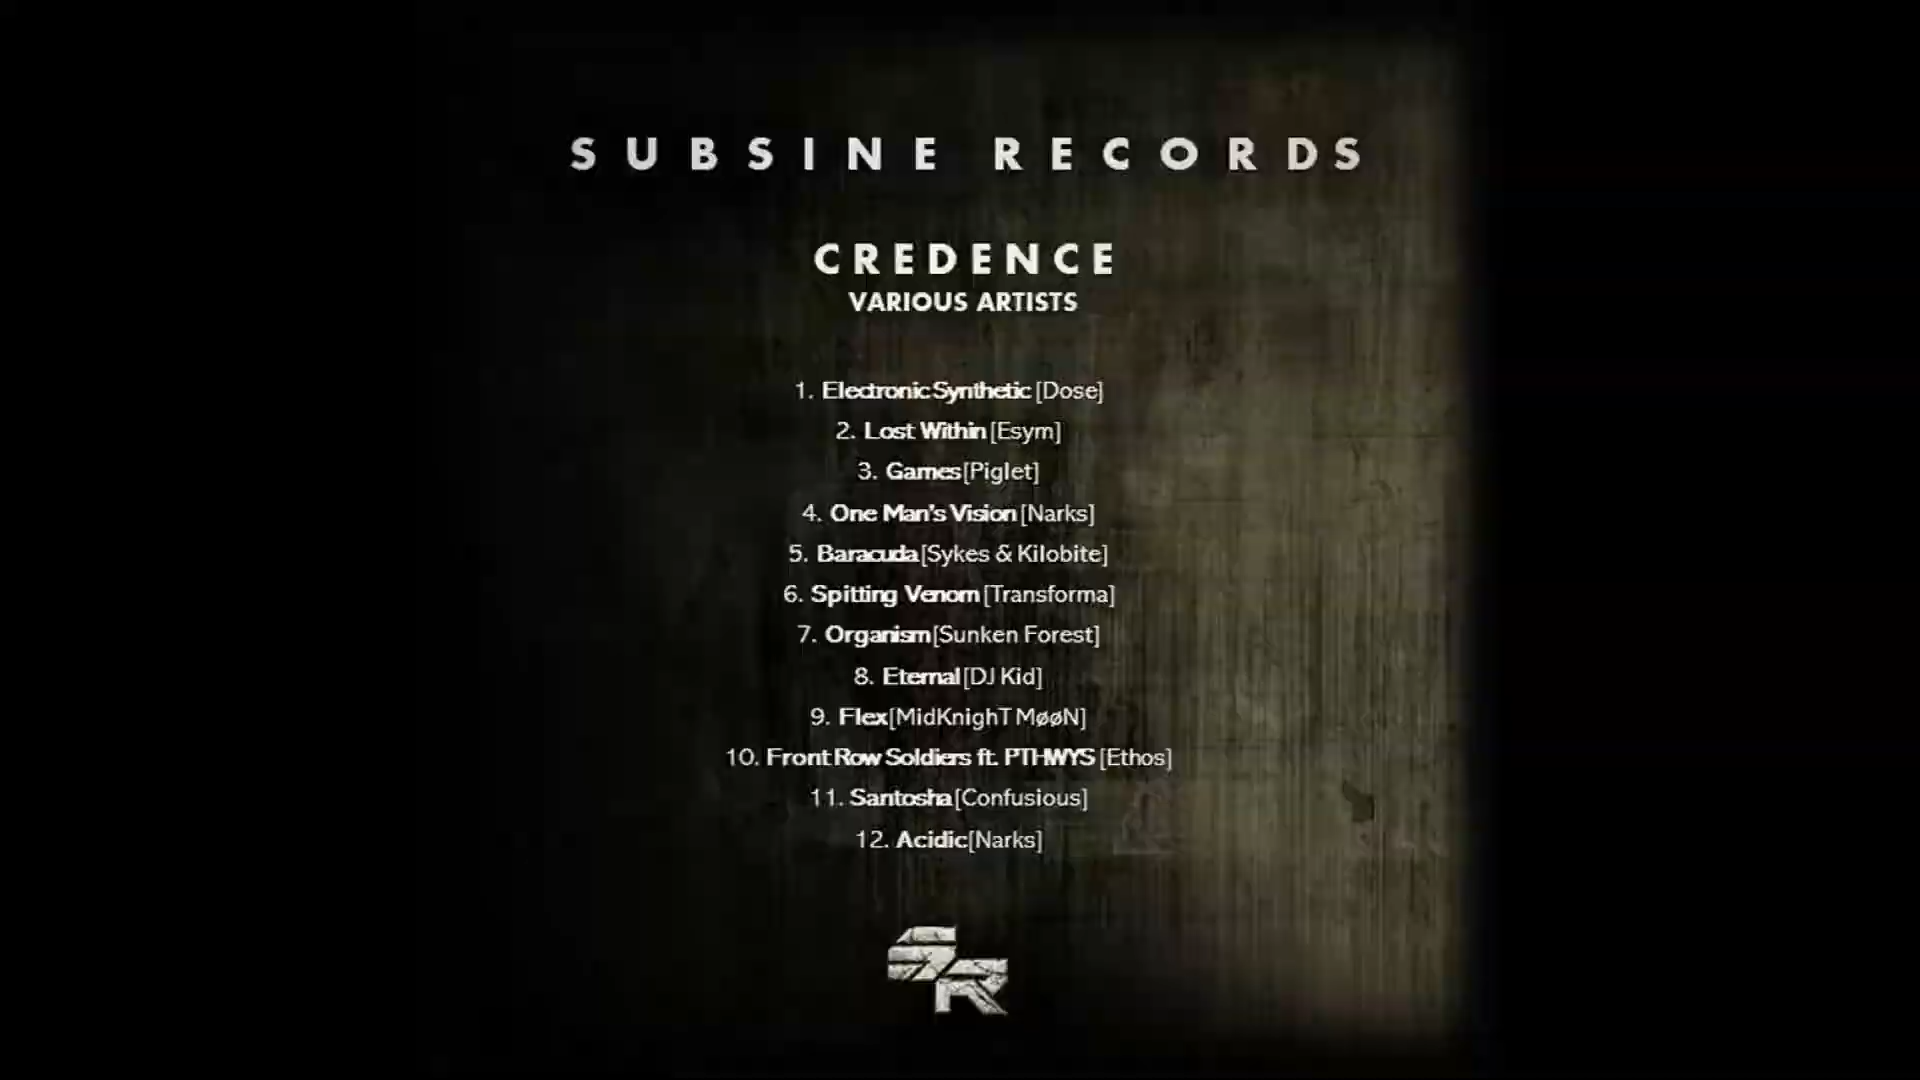 SUBSINE RECORDS
CREDENCE
VARIOUS ARTISTS
1. Electronic Synthetic [Dose]
2. Lost Within [Esym]
3. Games [Piglet]
4. One Man's Vision [Narks]
5. Baracuda [Sykes & Kilobite]
6. Spitting Venom [Transforma]
7. Organism [Sunken Forest]
8. Eternal [DJ Kid]
9. Flex [MidKnighT MøøN]
10. Front Row Soldiers ft. PTHWYS [Ethos]
11. Santosha [Confusious]
12. Acidic [Narks]
SR